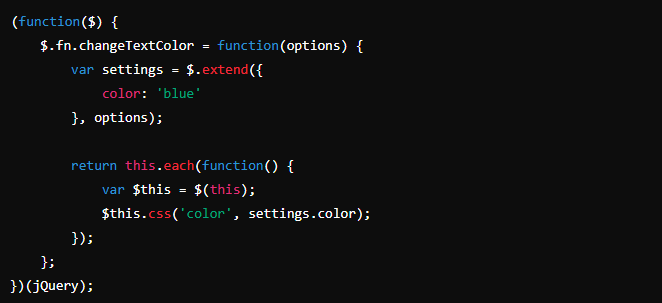 (function($) {
    $.fn.changeTextColor = function(options) {
        var settings = $.extend({
            color: 'blue'
        }, options);
        return this.each(function() {
            var $this = $(this);
            $this.css('color', settings.color);
        });
    };
})(jQuery);